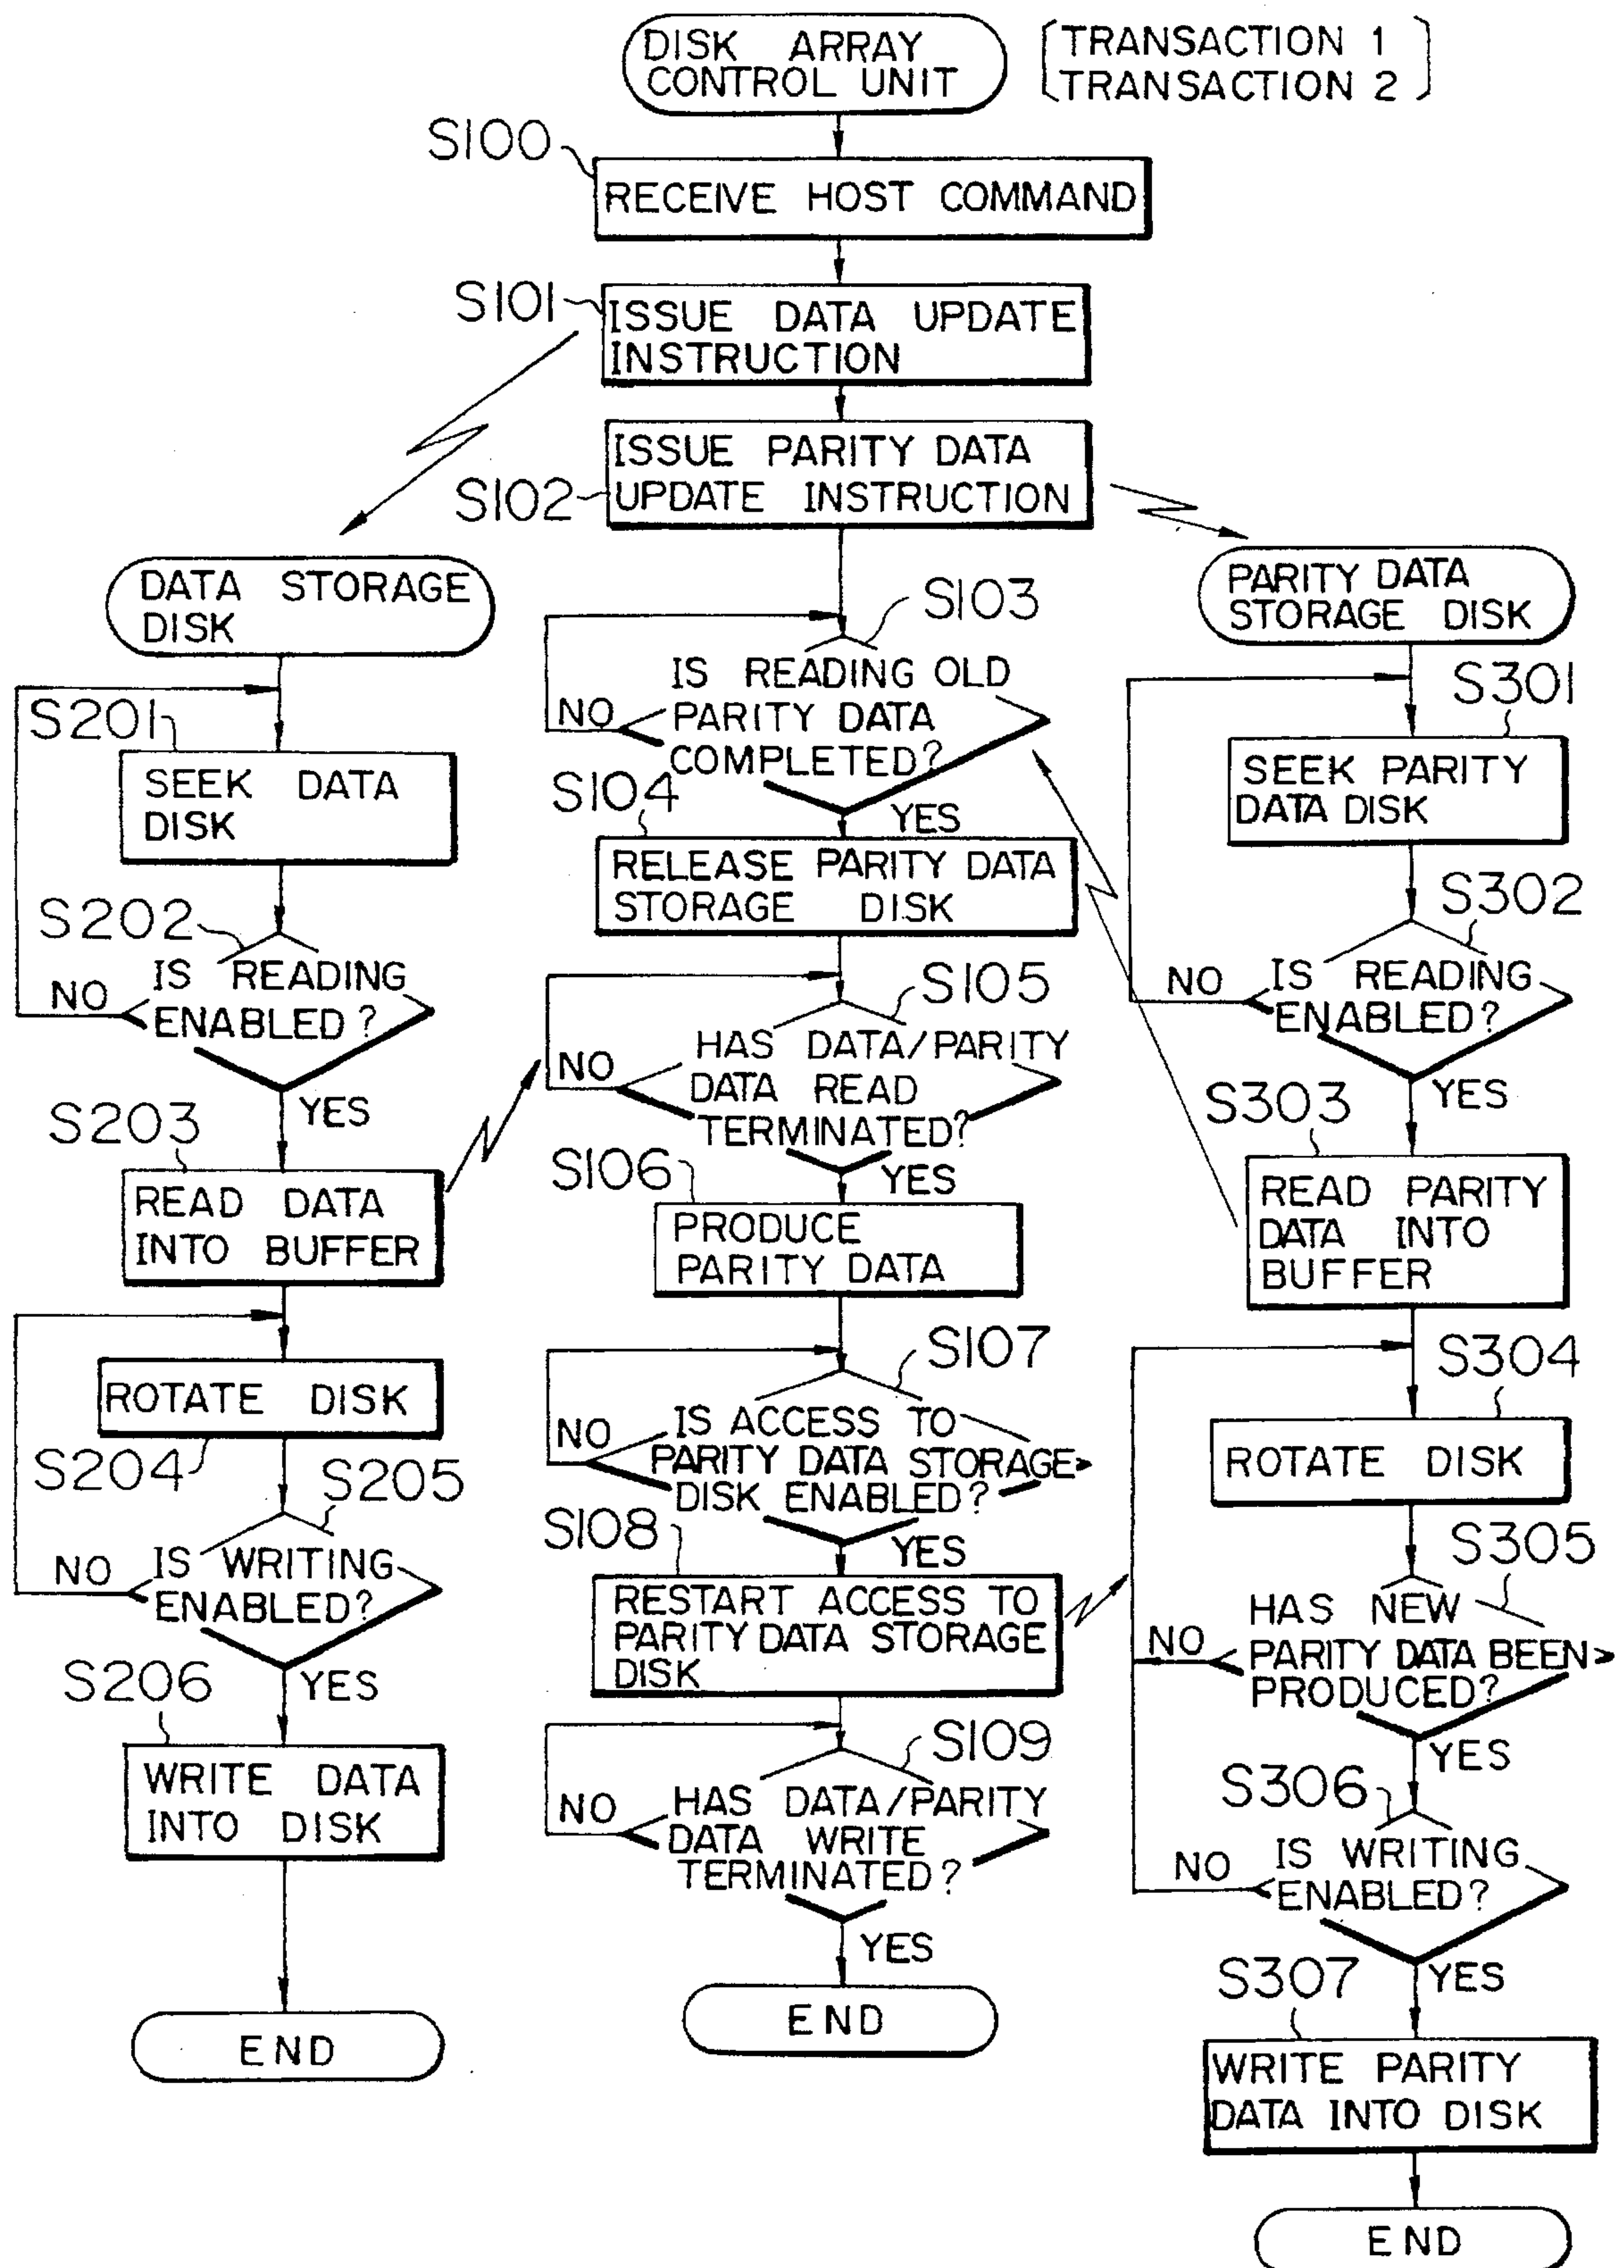 DISK ARRAY
CONTROL UNIT
[TRANSACTION 1
TRANSACTION 2]
S100
RECEIVE HOST COMMAND
S101
ISSUE DATA UPDATE
INSTRUCTION
S102
ISSUE PARITY DATA
UPDATE INSTRUCTION
DATA STORAGE
DISK
S201
SEEK DATA
DISK
S202
IS READING
ENABLED?
NO
YES
S203
READ DATA
INTO BUFFER
ROTATE DISK
S204
S205
IS WRITING
ENABLED?
NO
YES
S206
WRITE DATA
INTO DISK
END
S103
IS READING OLD
PARITY DATA
COMPLETED?
NO
YES
S104
RELEASE PARITY DATA
STORAGE DISK
S105
HAS DATA/PARITY
DATA READ
TERMINATED?
NO
YES
S106
PRODUCE
PARITY DATA
S107
IS ACCESS TO
PARITY DATA STORAGE
DISK ENABLED?
NO
YES
S108
RESTART ACCESS TO
PARITY DATA STORAGE
DISK
S109
HAS DATA/PARITY
DATA WRITE
TERMINATED?
NO
YES
END
PARITY DATA
STORAGE DISK
S301
SEEK PARITY
DATA DISK
S302
IS READING
ENABLED?
NO
YES
S303
READ PARITY
DATA INTO
BUFFER
S304
ROTATE DISK
S305
HAS NEW
PARITY DATA BEEN
PRODUCED?
NO
YES
S306
IS WRITING
ENABLED?
NO
YES
S307
WRITE PARITY
DATA INTO DISK
END